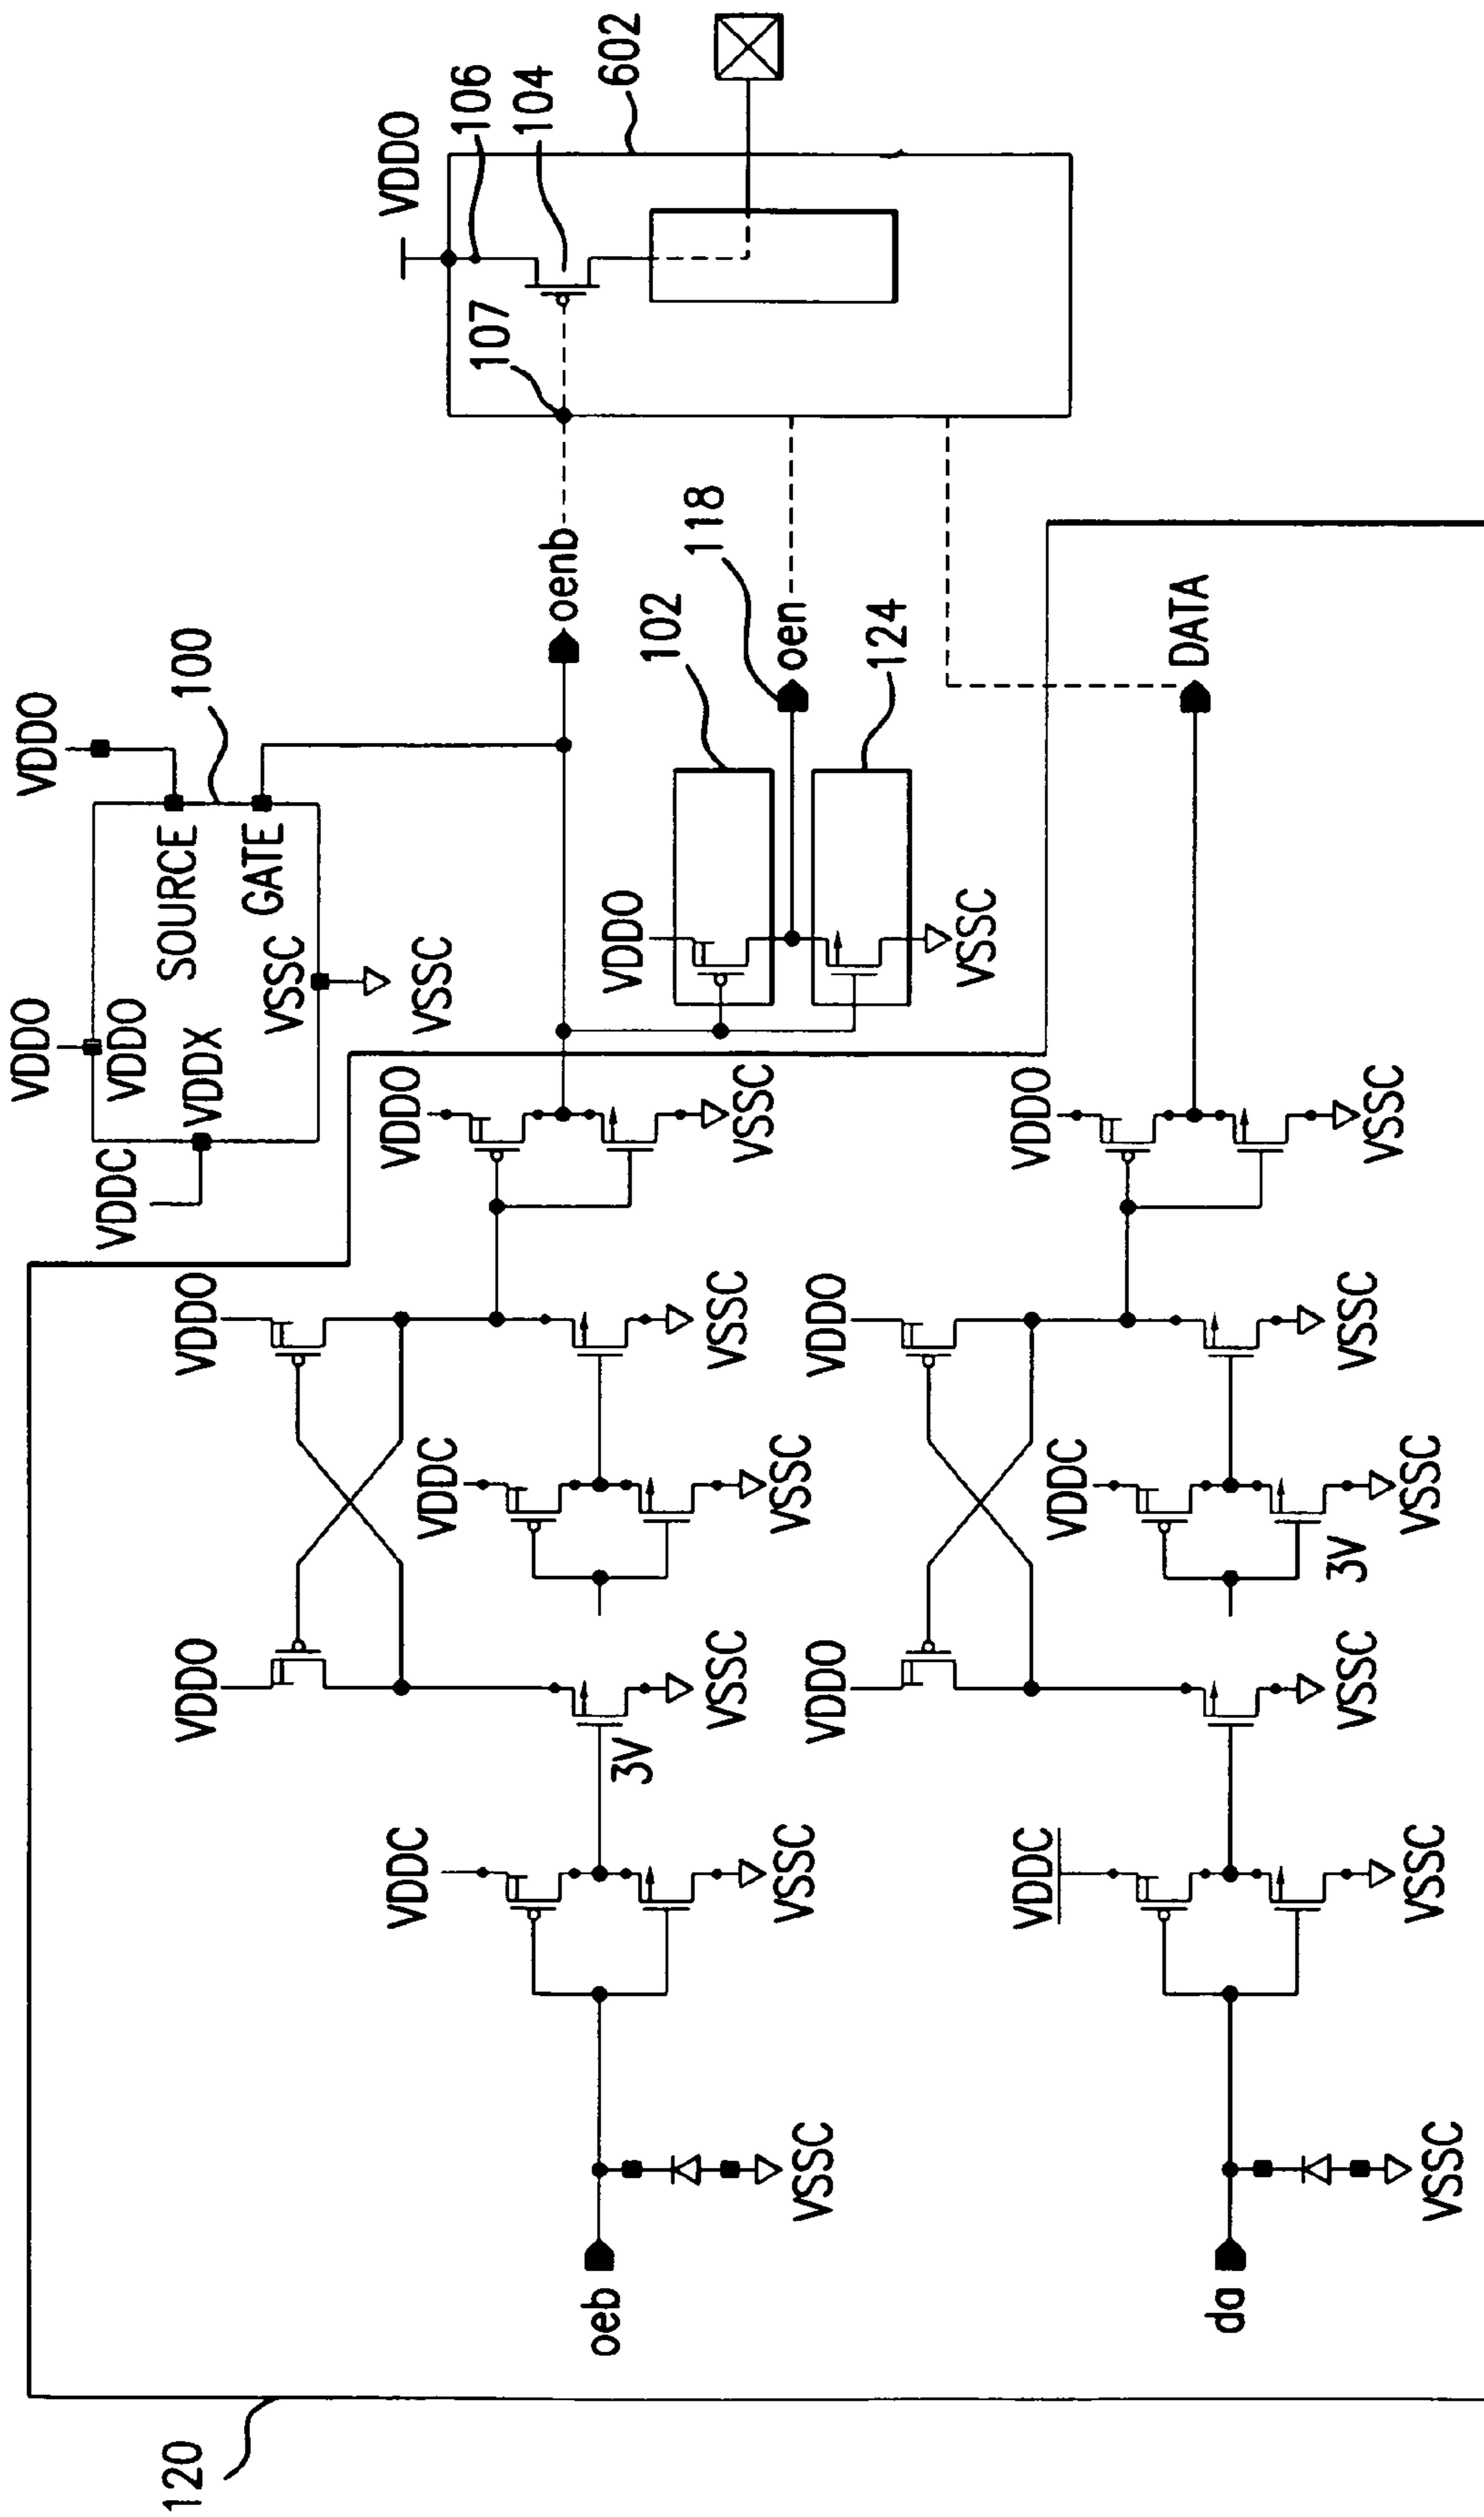 VDDO
VDDO
VDDO
SOURCE
VDDX
GATE
VSSC
VSSC
VDDC
100
120
VDDO
106
104
602
107
oenb
102
118
oen
124
DATA
VDDO
VSSC
VDDO
VDDO
VDDO
VSSC
VDDC
VDDC
3V
VSSC
VSSC
VSSC
VSSC
oeb
VSSC
VDDO
VDDO
VDDO
VSSC
VDDC
VDDC
3V
VSSC
VSSC
VSSC
VSSC
da
VSSC